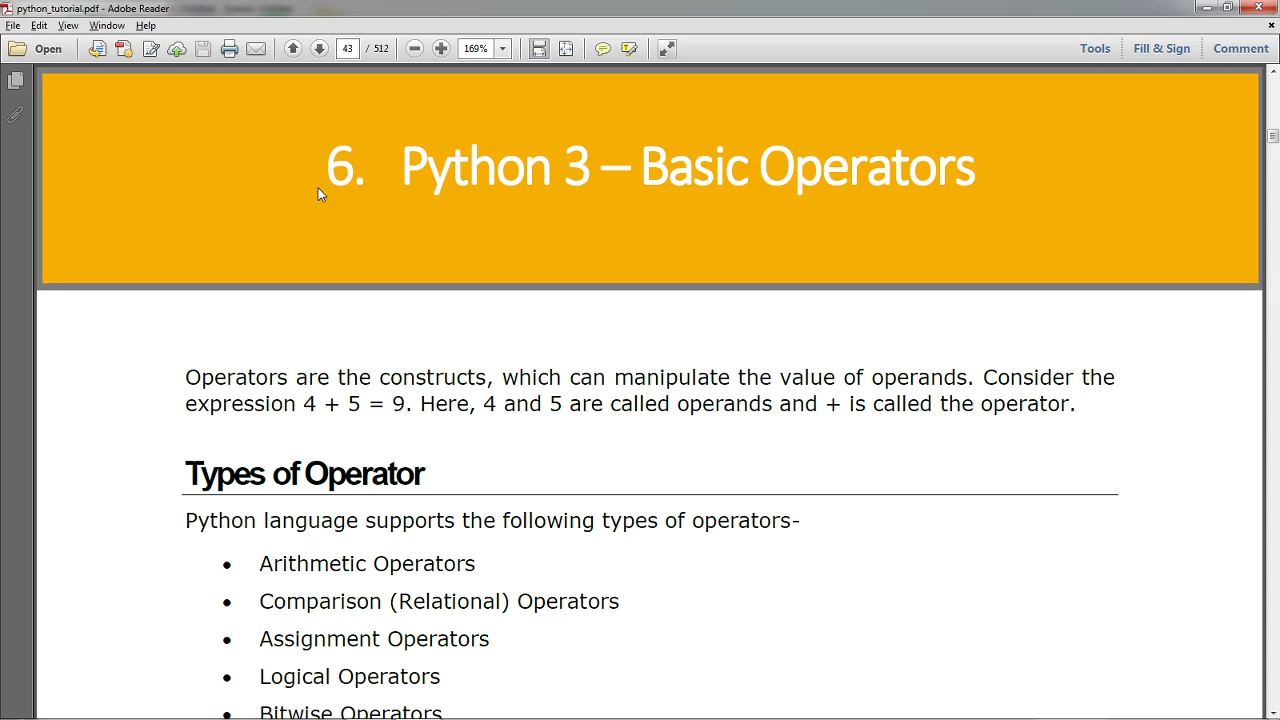 python_tutorial.pdf - Adobe Reader
File Edit View Window Help
Open 43 / 512 169% Tools Fill & Sign Comment
6. Python 3 – Basic Operators
Operators are the constructs, which can manipulate the value of operands. Consider the
expression 4 + 5 = 9. Here, 4 and 5 are called operands and + is called the operator.
Types of Operator
Python language supports the following types of operators-
• Arithmetic Operators
• Comparison (Relational) Operators
• Assignment Operators
• Logical Operators
• Bitwise Operators